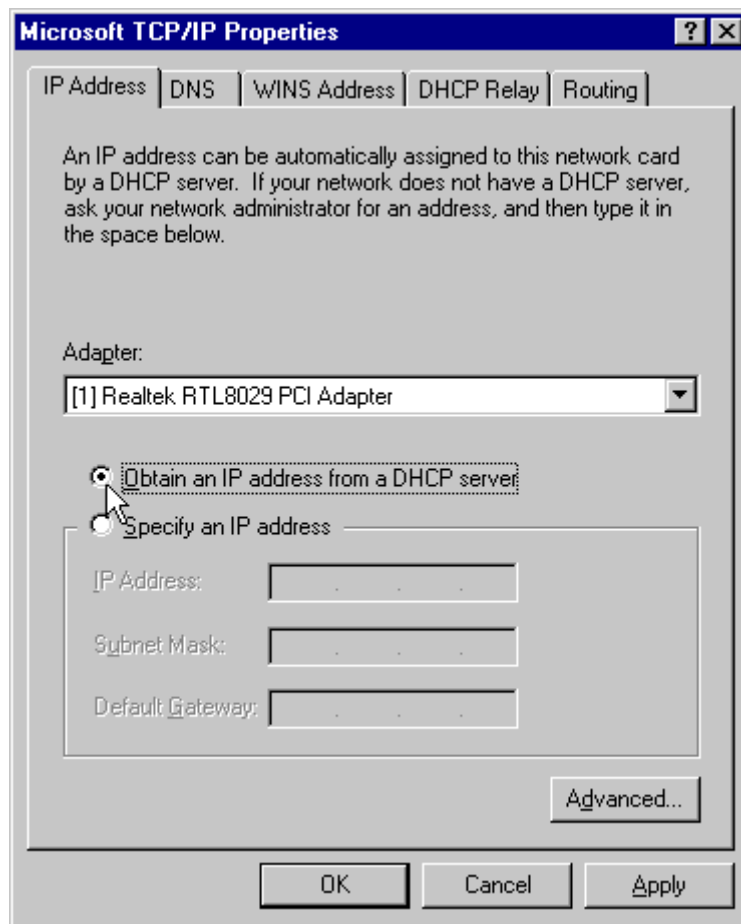 Microsoft TCP/IP Properties
IP Address DNS WINS Address DHCP Relay Routing
An IP address can be automatically assigned to this network card
by a DHCP server.  If your network does not have a DHCP server,
ask your network administrator for an address, and then type it in
the space below.
Adapter:
[1] Realtek RTL8029 PCI Adapter
Obtain an IP address from a DHCP server
Specify an IP address
IP Address:
Subnet Mask:
Default Gateway:
Advanced...
OK Cancel Apply